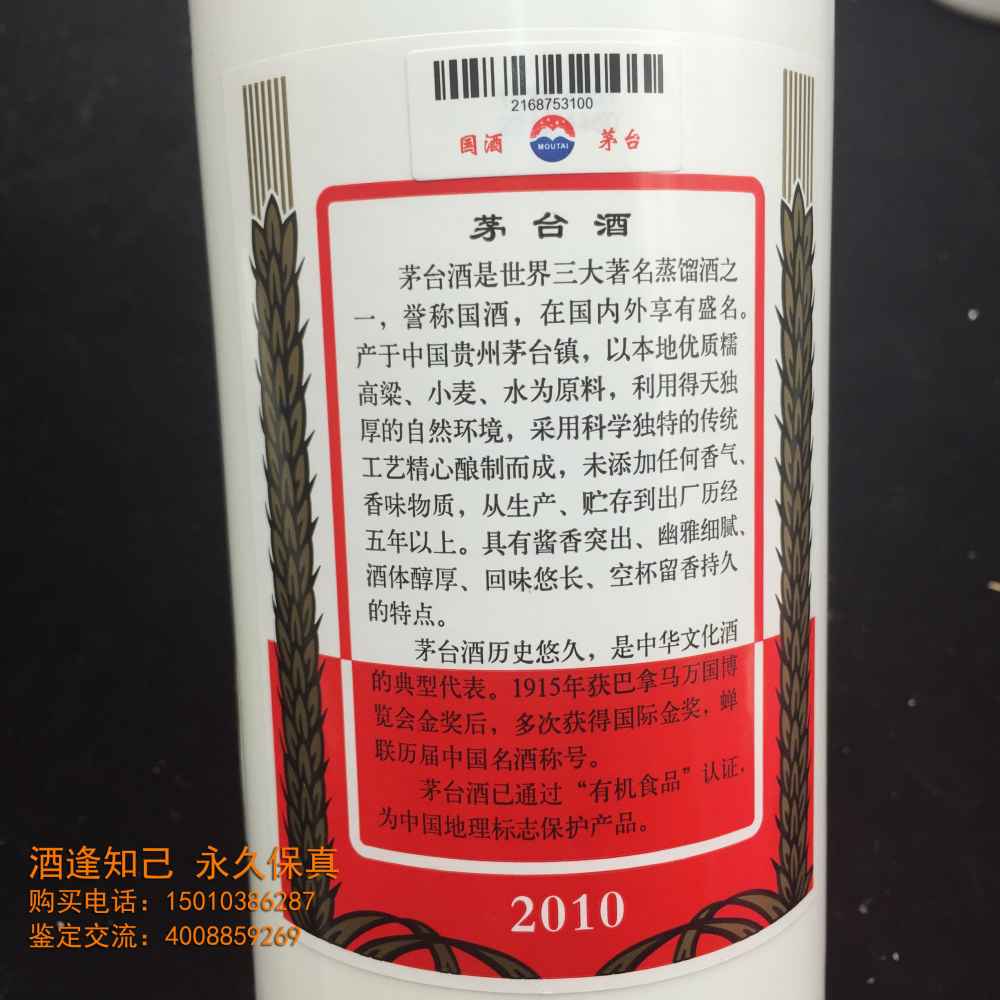 2168753100
国酒 MOUTAI 茅台
茅台酒
茅台酒是世界三大著名蒸馏酒之
一，誉称国酒，在国内外享有盛名。
产于中国贵州茅台镇，以本地优质糯
高粱、小麦、水为原料，利用得天独
厚的自然环境，采用科学独特的传统
工艺精心酿制而成，未添加任何香气、
香味物质，从生产、贮存到出厂历经
五年以上。具有酱香突出、幽雅细腻、
酒体醇厚、回味悠长、空杯留香持久
的特点。
茅台酒历史悠久，是中华文化酒
的典型代表。1915年获巴拿马万国博
览会金奖后，多次获得国际金奖，蝉
联历届中国名酒称号。
茅台酒已通过“有机食品”认证，
为中国地理标志保护产品。
2010
酒逢知己 永久保真
购买电话：15010386287
鉴定交流：4008859269